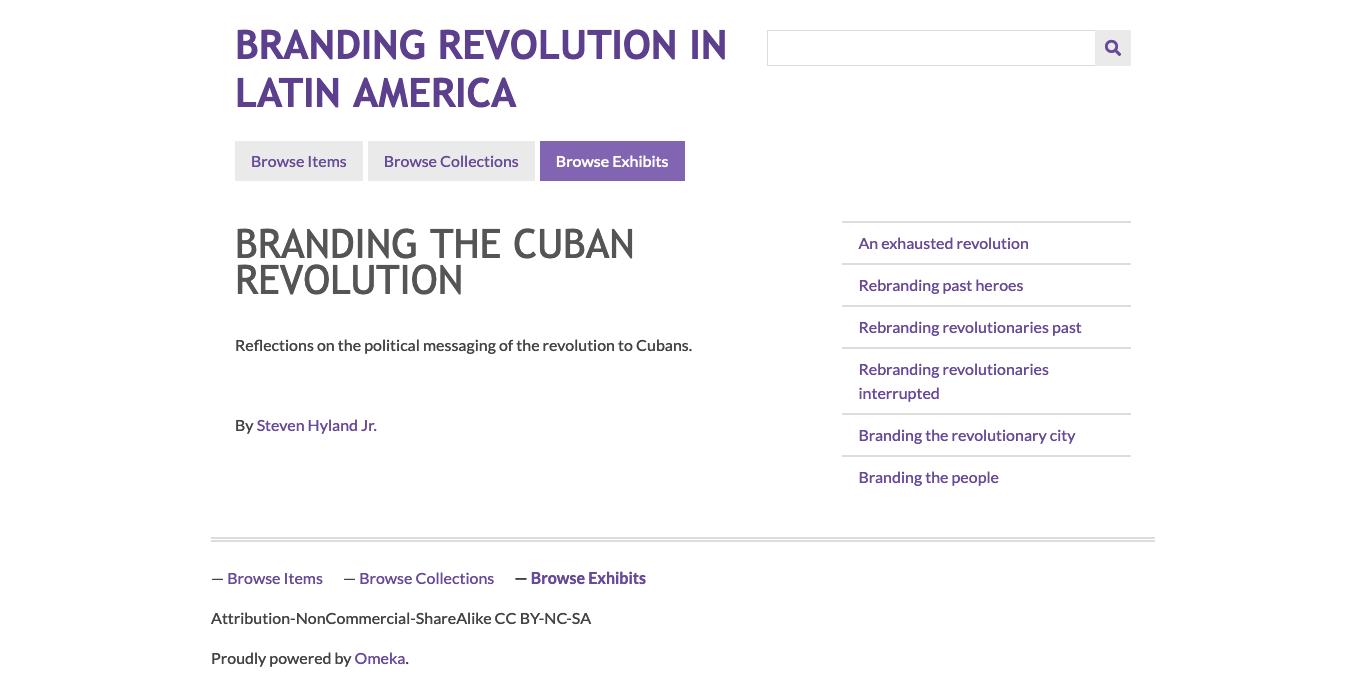 BRANDING REVOLUTION IN
LATIN AMERICA
Browse Items
Browse Collections
Browse Exhibits
BRANDING THE CUBAN
REVOLUTION
Reflections on the political messaging of the revolution to Cubans.
By Steven Hyland Jr.
An exhausted revolution
Rebranding past heroes
Rebranding revolutionaries past
Rebranding revolutionaries
interrupted
Branding the revolutionary city
Branding the people
— Browse Items — Browse Collections — Browse Exhibits
Attribution-NonCommercial-ShareAlike CC BY-NC-SA
Proudly powered by Omeka.